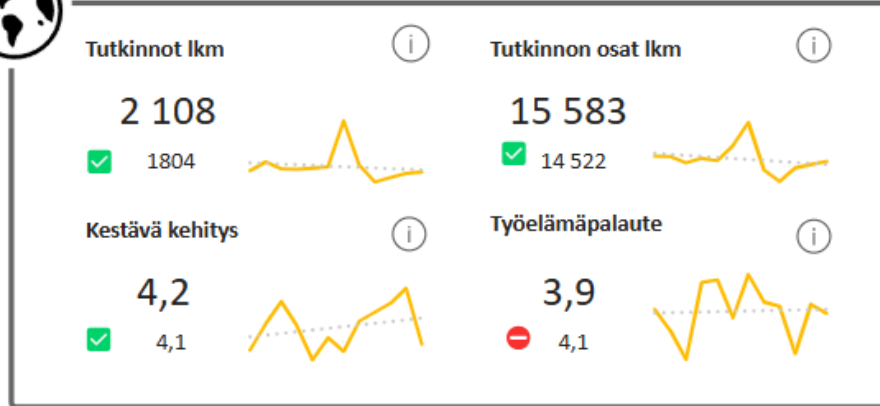 Tutkinnot lkm
2 108
1804
Tutkinnon osat lkm
15 583
14 522
Kestävä kehitys
4,2
4,1
Työelämäpalaute
3,9
4,1